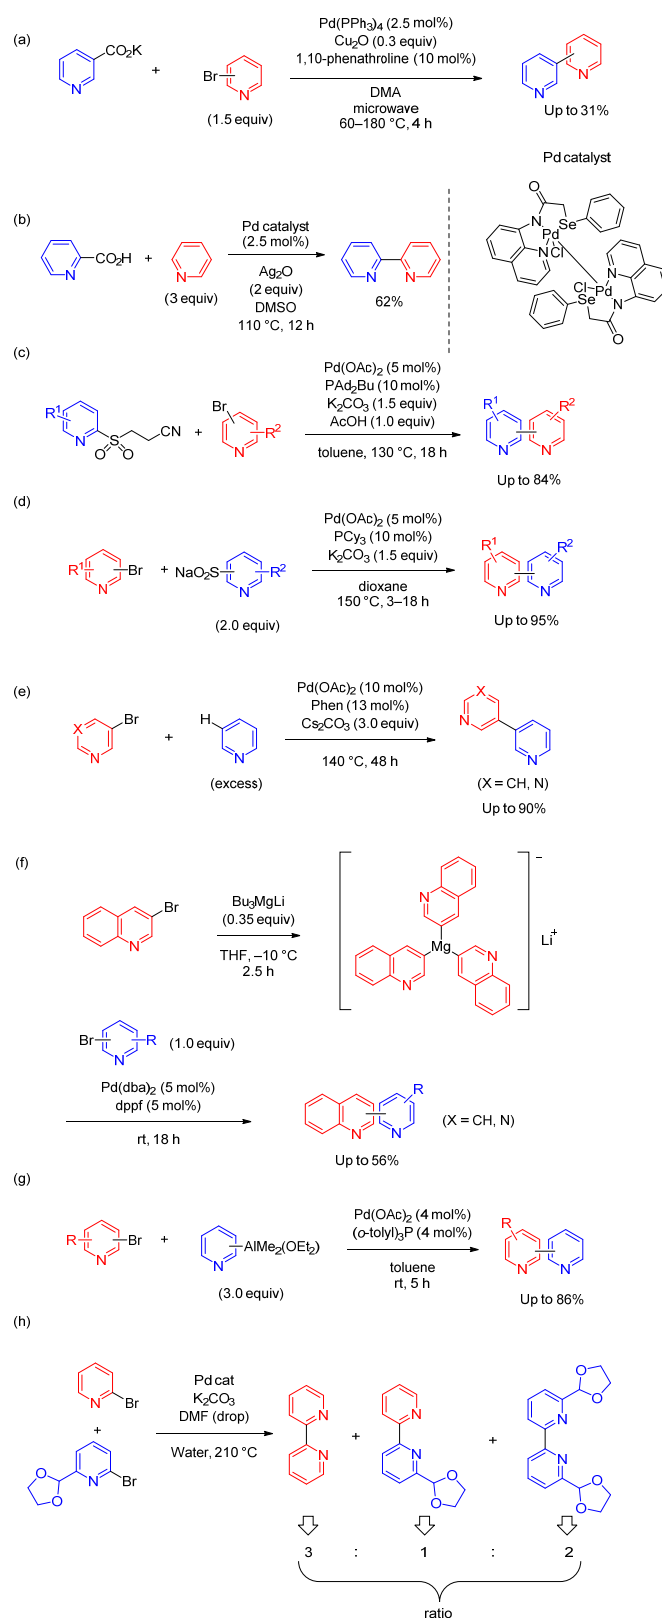 (a)
CO2K
N
+
Br
N
(1.5 equiv)
Pd(PPh3)4 (2.5 mol%)
Cu2O (0.3 equiv)
1,10-phenathroline (10 mol%)
DMA
microwave
60–180 °C, 4 h
N
N
Up to 31%
(b)
N
CO2H
+
N
(3 equiv)
Pd catalyst
(2.5 mol%)
Ag2O
(2 equiv)
DMSO
110 °C, 12 h
N
N
62%
Pd catalyst
O
N
Se
Pd
N
Cl
Cl
Pd
N
Se
N
O
(c)
R1
N
S
O O
CN
+
Br
R2
N
Pd(OAc)2 (5 mol%)
PAd2Bu (10 mol%)
K2CO3 (1.5 equiv)
AcOH (1.0 equiv)
toluene, 130 °C, 18 h
R1
R2
N
N
Up to 84%
(d)
R1
Br
N
+
NaO2S
R2
N
(2.0 equiv)
Pd(OAc)2 (5 mol%)
PCy3 (10 mol%)
K2CO3 (1.5 equiv)
dioxane
150 °C, 3–18 h
R1
R2
N
N
Up to 95%
(e)
X
Br
N
+
H
N
(excess)
Pd(OAc)2 (10 mol%)
Phen (13 mol%)
Cs2CO3 (3.0 equiv)
140 °C, 48 h
X
N
N
(X = CH, N)
Up to 90%
(f)
Br
N
Bu3MgLi
(0.35 equiv)
THF, –10 °C
2.5 h
N
Mg
N
N
–
Li+
Br
R
N
(1.0 equiv)
Pd(dba)2 (5 mol%)
dppf (5 mol%)
rt, 18 h
R
N
N
(X = CH, N)
Up to 56%
(g)
R
Br
N
+
AlMe2(OEt2)
N
(3.0 equiv)
Pd(OAc)2 (4 mol%)
(o-tolyl)3P (4 mol%)
toluene
rt, 5 h
R
N
N
Up to 86%
(h)
N
Br
+
O
O
N
Br
Pd cat
K2CO3
DMF (drop)
Water, 210 °C
N
N
+
N
N
O
O
+
O
O
N
N
O
O
3 : 1 : 2
ratio